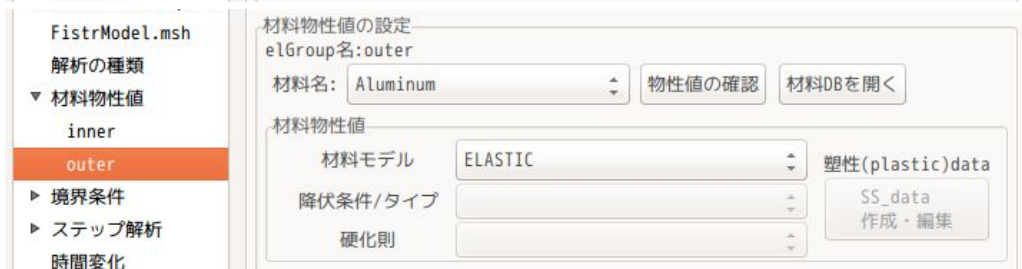 FistrModel.msh
解析の種類
▼ 材料物性値
inner
outer
▶ 境界条件
▶ ステップ解析
時間変化
材料物性値の設定
elGroup名:outer
材料名: Aluminum 物性値の確認 材料DBを開く
材料物性値
材料モデル ELASTIC 塑性(plastic)data
降伏条件/タイプ SS_data
作成・編集
硬化則